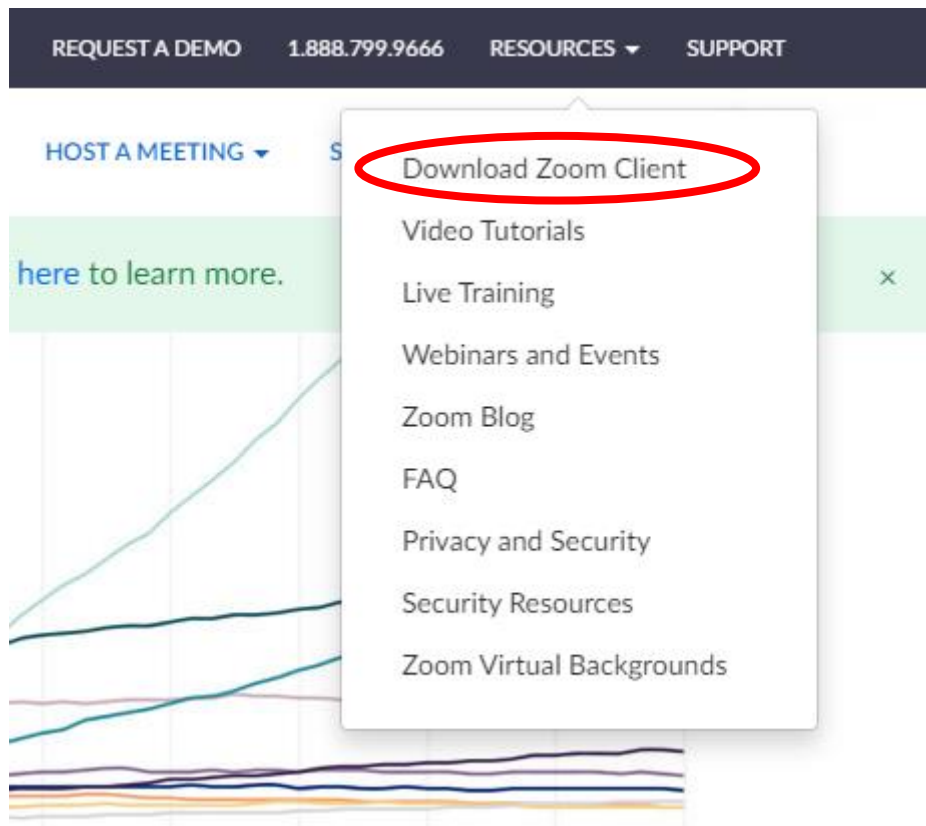 REQUEST A DEMO 1.888.799.9666 RESOURCES SUPPORT
HOST A MEETING S
Download Zoom Client
Video Tutorials
here to learn more. ×
Live Training
Webinars and Events
Zoom Blog
FAQ
Privacy and Security
Security Resources
Zoom Virtual Backgrounds